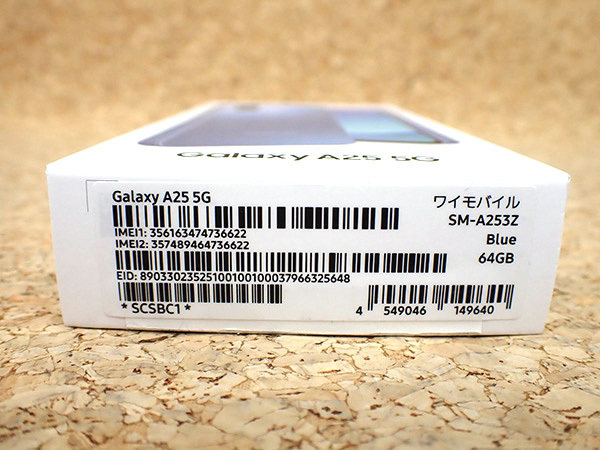 Galaxy A25 5G
Galaxy A25 5G
ワイモバイル
SM-A253Z
Blue
64GB
IMEI1: 356163474736622
IMEI2: 357489464736622
EID: 89033023525100100100037966325648
*SCSBC1*
4 549046 149640